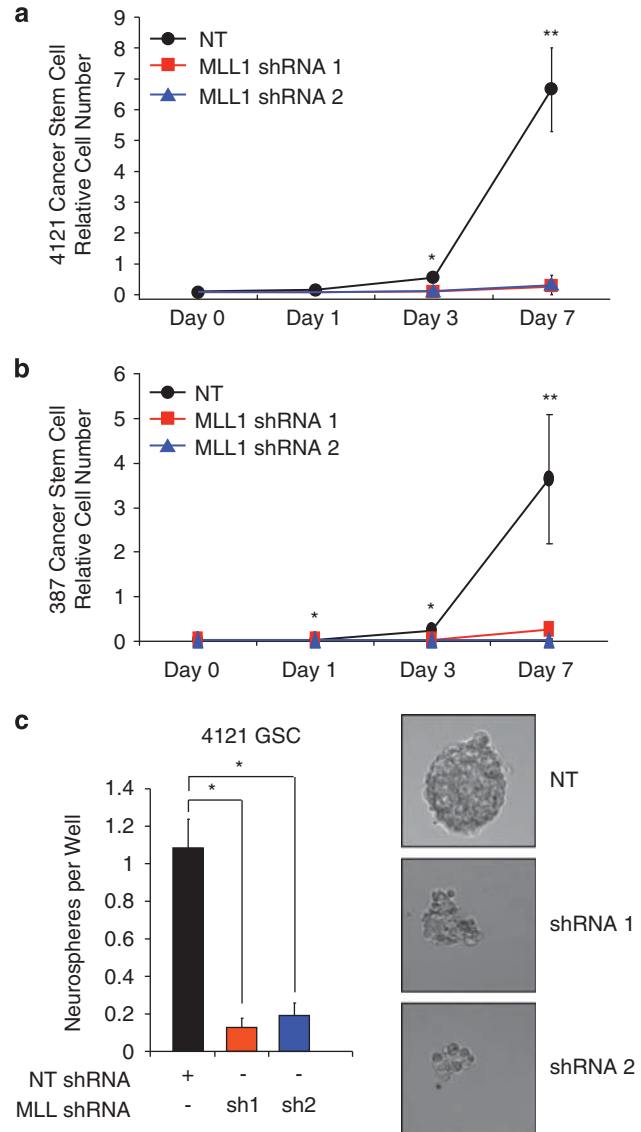 a
4121 Cancer Stem Cell
Relative Cell Number
9
8
7
6
5
4
3
2
1
0
NT
MLL1 shRNA 1
MLL1 shRNA 2
*
**
Day 0 Day 1 Day 3 Day 7
b
387 Cancer Stem Cell
Relative Cell Number
6
5
4
3
2
1
0
NT
MLL1 shRNA 1
MLL1 shRNA 2
*
*
**
Day 0 Day 1 Day 3 Day 7
c
4121 GSC
Neurospheres per Well
1.4
1.2
1
0.8
0.6
0.4
0.2
0
*
*
NT shRNA + - -
MLL shRNA - sh1 sh2
NT
shRNA 1
shRNA 2